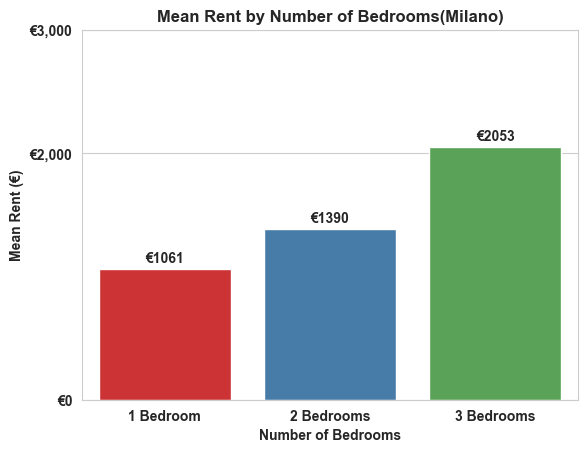 Mean Rent by Number of Bedrooms(Milano)
€3,000
€2,000
€0
Mean Rent (€)
€1061
€1390
€2053
1 Bedroom
2 Bedrooms
3 Bedrooms
Number of Bedrooms